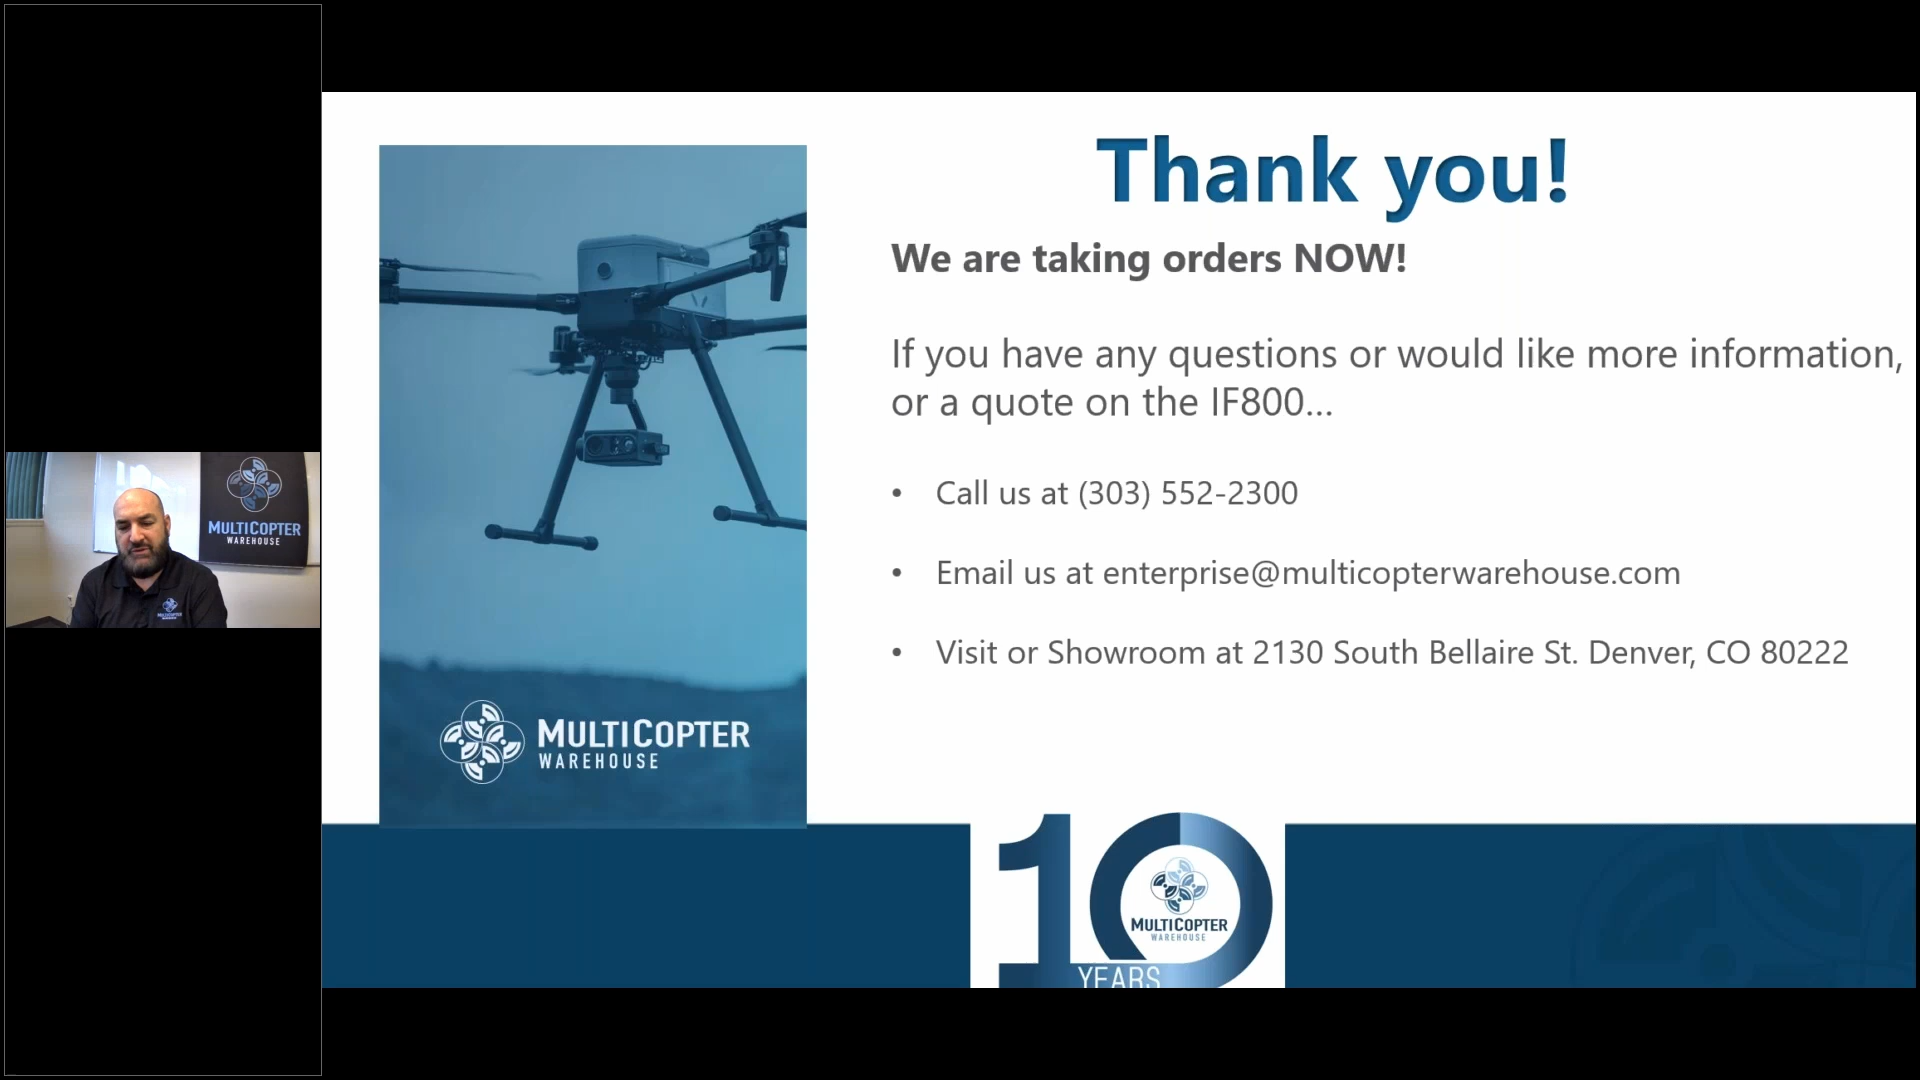 Thank you!
We are taking orders NOW!
If you have any questions or would like more information,
or a quote on the IF800...
• Call us at (303) 552-2300
• Email us at enterprise@multicopterwarehouse.com
• Visit or Showroom at 2130 South Bellaire St. Denver, CO 80222
MULTICOPTER
WAREHOUSE
MULTICOPTER
WAREHOUSE
10
MULTICOPTER
WAREHOUSE
YEARS